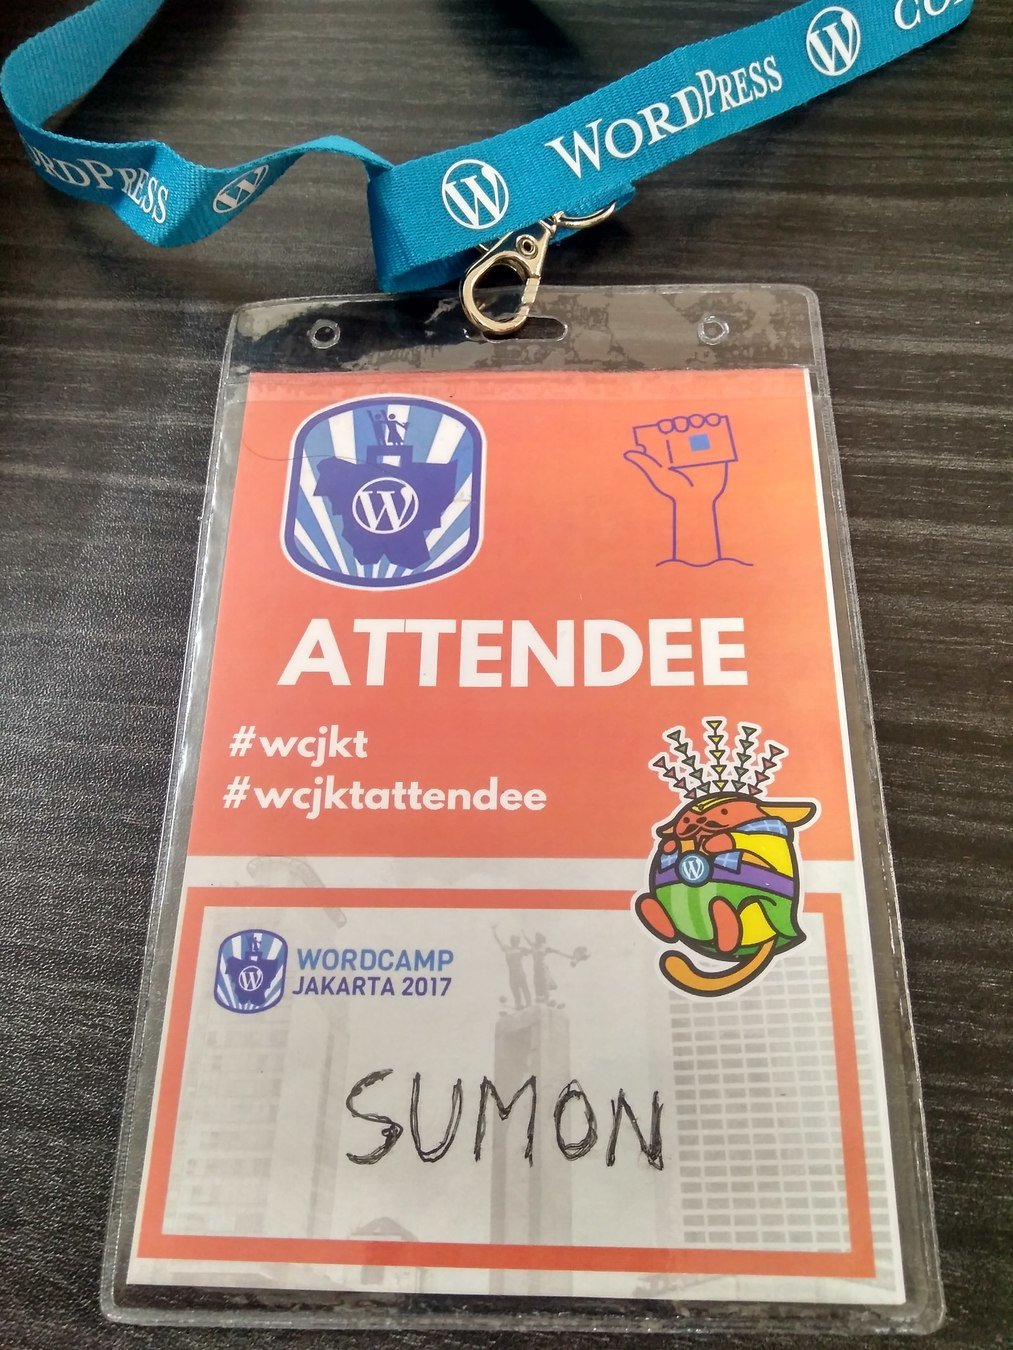 WORDPRESS
WORDPRESS
ATTENDEE
#wcjkt
#wcjktattendee
WORDCAMP
JAKARTA 2017
SUMON